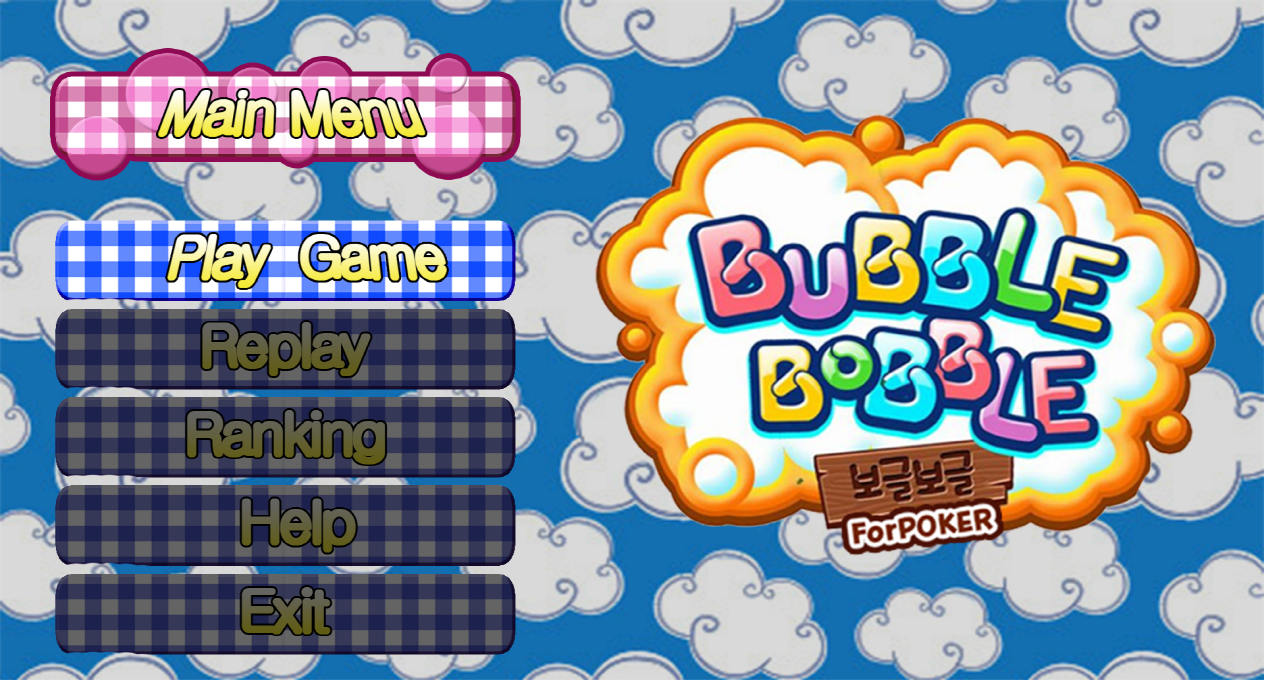 Main Menu
Play Game
Replay
Ranking
Help
Exit
BUBBLE
BOBBLE
보글보글
ForPOKER